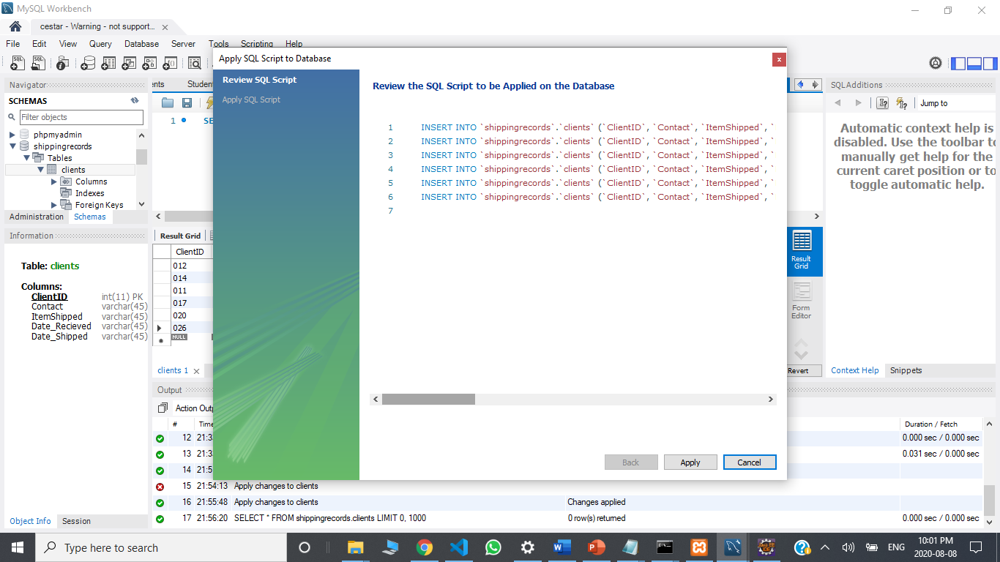 MySQL Workbench
cestar - Warning - not support...
File Edit View Query Database Server Tools Scripting Help
Navigator
SCHEMAS
Filter objects
phpmyadmin
shippingrecords
Tables
clients
Columns
Indexes
Foreign Keys
Administration Schemas
Information
Table: clients
Columns:
ClientID int(11) PK
Contact varchar(45)
ItemShipped varchar(45)
Date_Recieved varchar(45)
Date_Shipped varchar(45)
Object Info Session
ents Student
1 SE
Result Grid
ClientID
012
014
011
017
020
026
NULL
clients 1
Apply SQL Script to Database
Review SQL Script
Apply SQL Script
Review the SQL Script to be Applied on the Database
1 INSERT INTO `shippingrecords`.`clients` (`ClientID`, `Contact`, `ItemShipped`, `
2 INSERT INTO `shippingrecords`.`clients` (`ClientID`, `Contact`, `ItemShipped`, `
3 INSERT INTO `shippingrecords`.`clients` (`ClientID`, `Contact`, `ItemShipped`, `
4 INSERT INTO `shippingrecords`.`clients` (`ClientID`, `Contact`, `ItemShipped`, `
5 INSERT INTO `shippingrecords`.`clients` (`ClientID`, `Contact`, `ItemShipped`, `
6 INSERT INTO `shippingrecords`.`clients` (`ClientID`, `Contact`, `ItemShipped`, `
7
Back Apply Cancel
Result
Grid
Form
Editor
Revert
SQLAdditions
Jump to
Automatic context help is
disabled. Use the toolbar to
manually get help for the
current caret position or to
toggle automatic help.
Context Help Snippets
Output
Action Outp
# Time Duration / Fetch
12 21:3 0.000 sec / 0.000 sec
13 21:3 0.031 sec / 0.000 sec
14 21:5
15 21:54:13 Apply changes to clients
16 21:55:48 Apply changes to clients Changes applied
17 21:56:20 SELECT * FROM shippingrecords.clients LIMIT 0, 1000 0 row(s) returned 0.000 sec / 0.000 sec
Type here to search
ENG
10:01 PM
2020-08-08